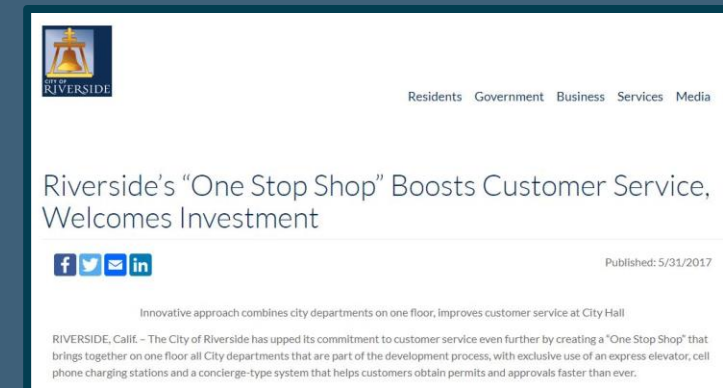 CITY OF
RIVERSIDE
Residents Government Business Services Media
Riverside's “One Stop Shop” Boosts Customer Service,
Welcomes Investment
Published: 5/31/2017
Innovative approach combines city departments on one floor, improves customer service at City Hall
RIVERSIDE, Calif. – The City of Riverside has upped its commitment to customer service even further by creating a “One Stop Shop” that
brings together on one floor all City departments that are part of the development process, with exclusive use of an express elevator, cell
phone charging stations and a concierge-type system that helps customers obtain permits and approvals faster than ever.